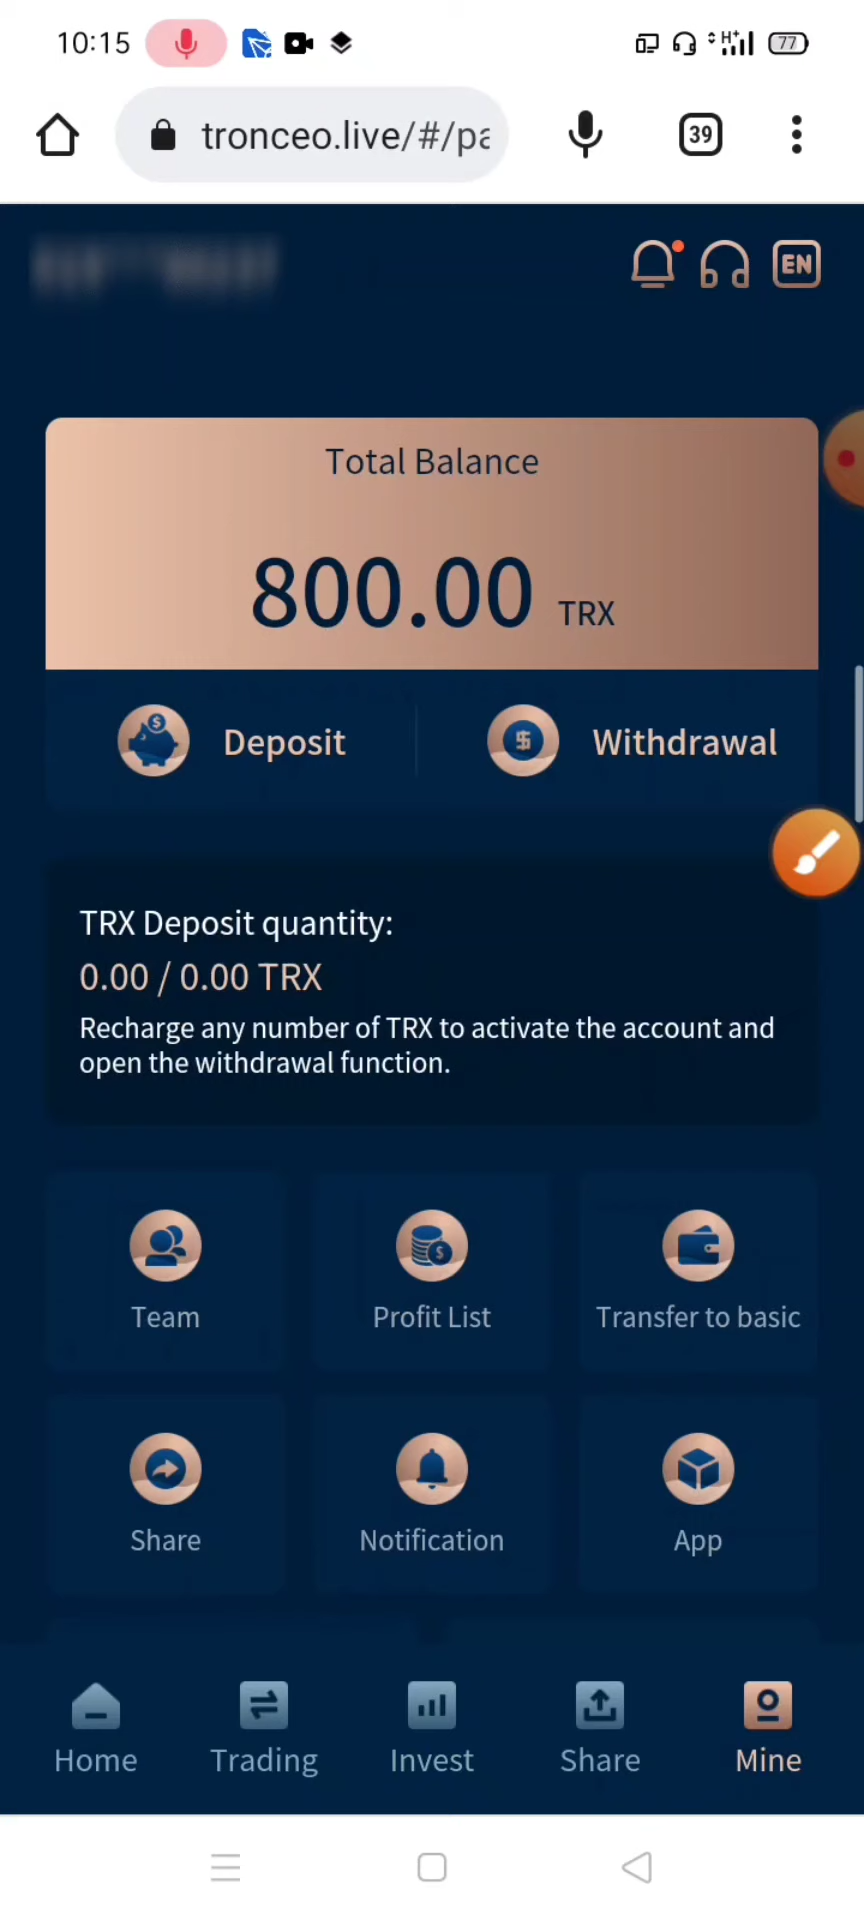 10:15
H+
77
tronceo.live/#/pa
39
EN
Total Balance
800.00 TRX
Deposit
Withdrawal
TRX Deposit quantity:
0.00 / 0.00 TRX
Recharge any number of TRX to activate the account and
open the withdrawal function.
Team
Profit List
Transfer to basic
Share
Notification
App
Home
Trading
Invest
Share
Mine